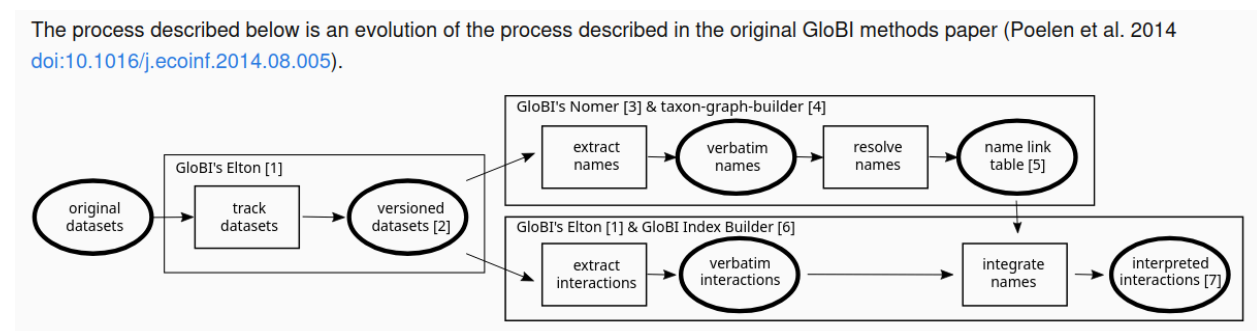 The process described below is an evolution of the process described in the original GloBI methods paper (Poelen et al. 2014
doi:10.1016/j.ecoinf.2014.08.005).
GloBI's Nomer [3] & taxon-graph-builder [4]
extract
names
verbatim
names
resolve
names
name link
table [5]
GloBI's Elton [1]
original
datasets
track
datasets
versioned
datasets [2]
GloBI's Elton [1] & GloBI Index Builder [6]
extract
interactions
verbatim
interactions
integrate
names
interpreted
interactions [7]